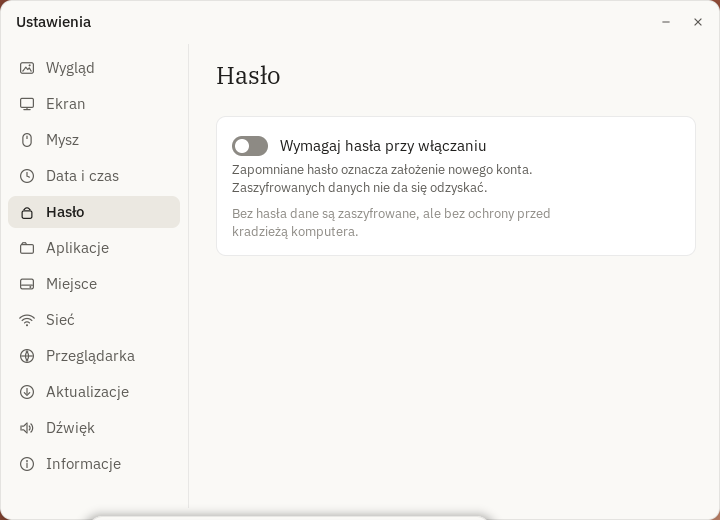 Ustawienia
Wygląd
Ekran
Mysz
Data i czas
Hasło
Aplikacje
Miejsce
Sieć
Przeglądarka
Aktualizacje
Dźwięk
Informacje
Hasło
Wymagaj hasła przy włączaniu
Zapomniane hasło oznacza założenie nowego konta.
Zaszyfrowanych danych nie da się odzyskać.
Bez hasła dane są zaszyfrowane, ale bez ochrony przed
kradzieżą komputera.